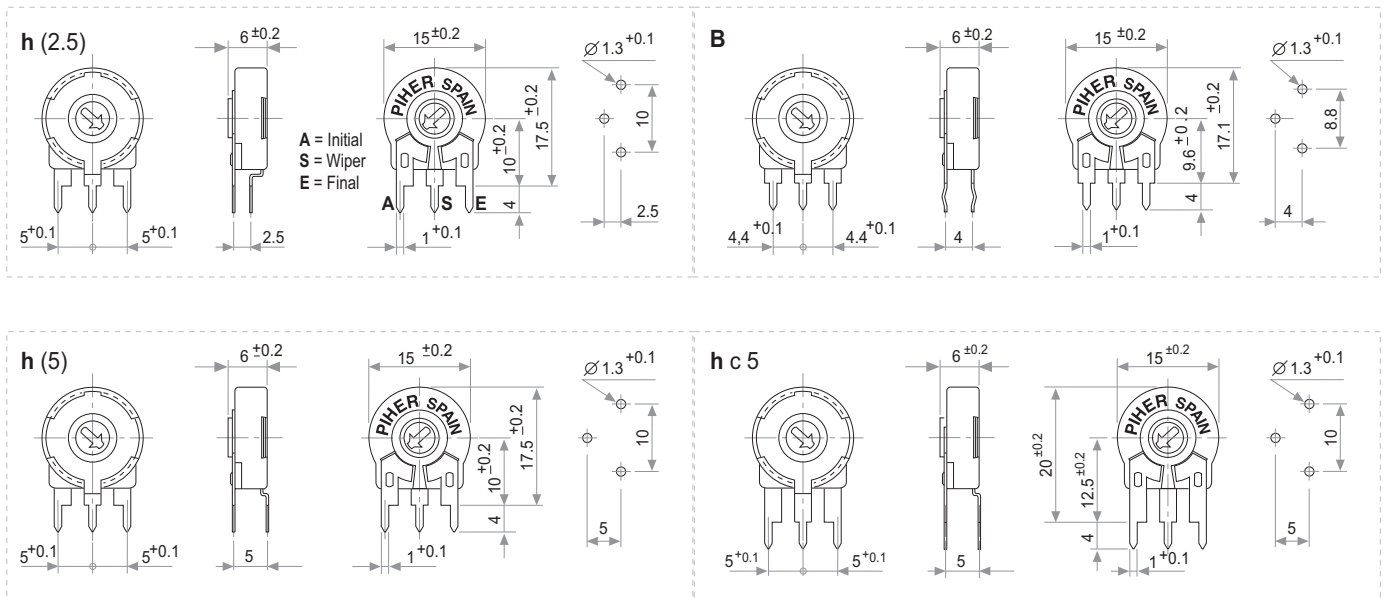 h (2.5)
6 ±0.2
15 ±0.2
Ø 1.3 +0.1
PIHER SPAIN
A = Initial
S = Wiper
E = Final
10 ±0.2
17.5 ±0.2
10
A
S
E
4
2.5
5 +0.1
5 +0.1
2.5
1 +0.1
B
6 ±0.2
15 ±0.2
Ø 1.3 +0.1
PIHER SPAIN
9.6 ±0.2
17.1 ±0.2
8.8
4
4
4,4 +0.1
4.4 +0.1
4
1 +0.1
h (5)
6 ±0.2
15 ±0.2
Ø 1.3 +0.1
PIHER SPAIN
10 ±0.2
17.5 ±0.2
10
4
5
5 +0.1
5 +0.1
5
1 +0.1
h c 5
6 ±0.2
15 ±0.2
Ø 1.3 +0.1
PIHER SPAIN
20 ±0.2
12.5 ±0.2
10
4
5
5 +0.1
5 +0.1
5
1 +0.1